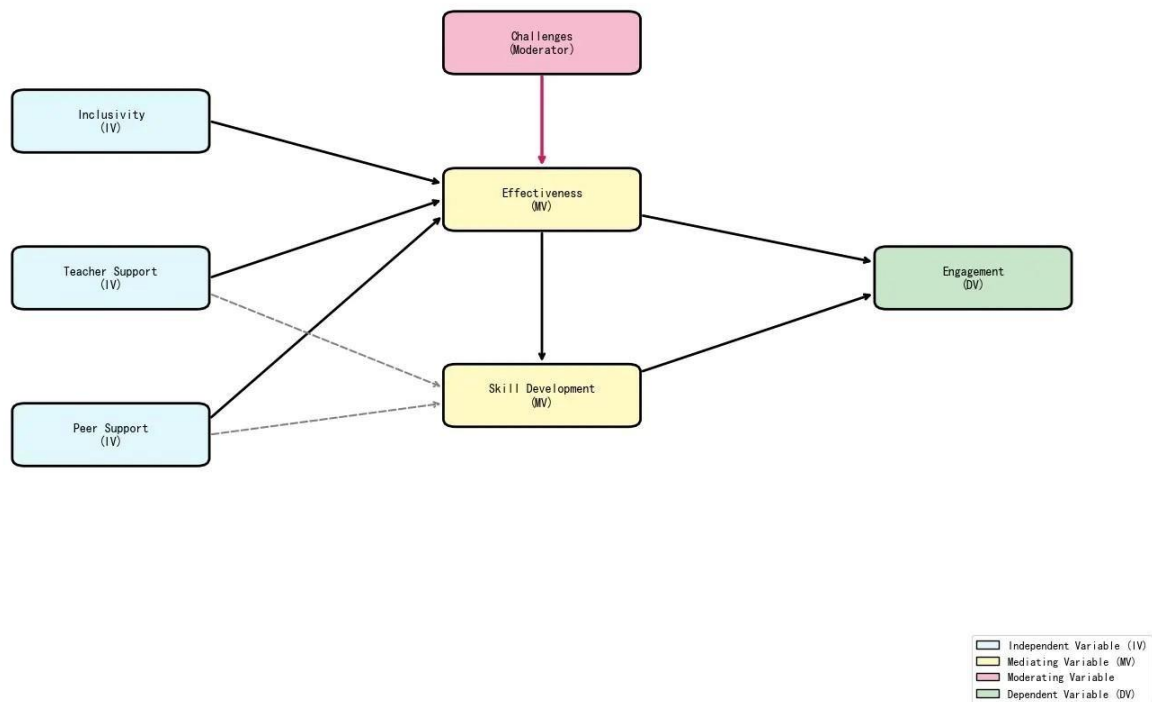 Challenges
(Moderator)
Inclusivity
(IV)
Effectiveness
(MV)
Teacher Support
(IV)
Engagement
(DV)
Skill Development
(MV)
Peer Support
(IV)
Independent Variable (IV)
Mediating Variable (MV)
Moderating Variable
Dependent Variable (DV)